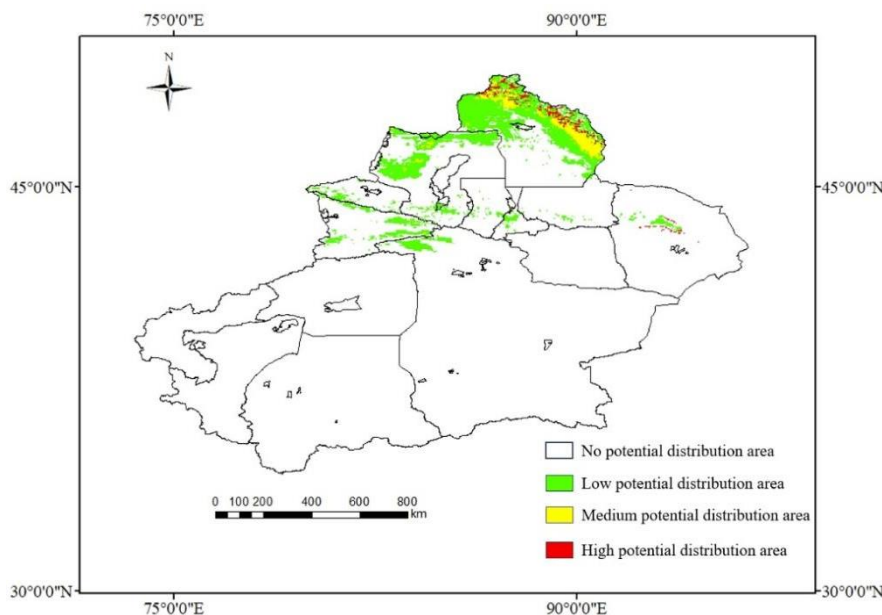 75°0'0"E 90°0'0"E
N
45°0'0"N 45°0'0"N
No potential distribution area
Low potential distribution area
Medium potential distribution area
High potential distribution area
0 100 200 400 600 800
km
30°0'0"N 30°0'0"N
75°0'0"E 90°0'0"E